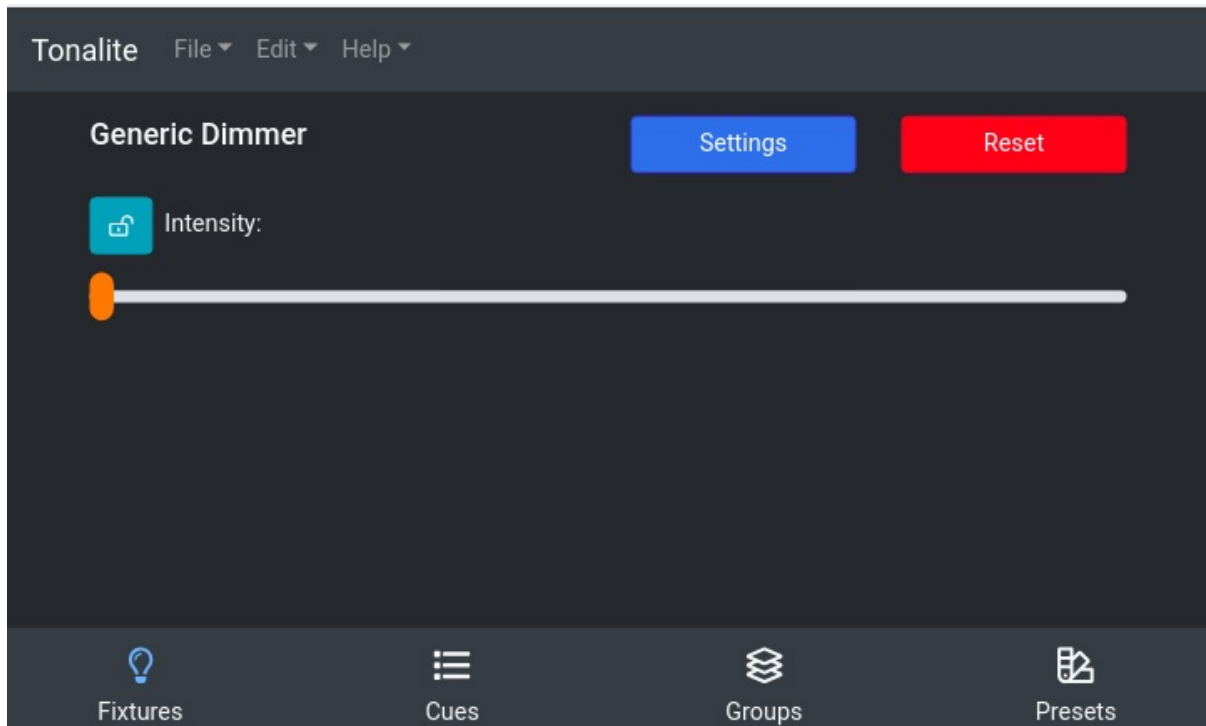 Tonalite File Edit Help
Generic Dimmer Settings Reset
Intensity:
Fixtures Cues Groups Presets